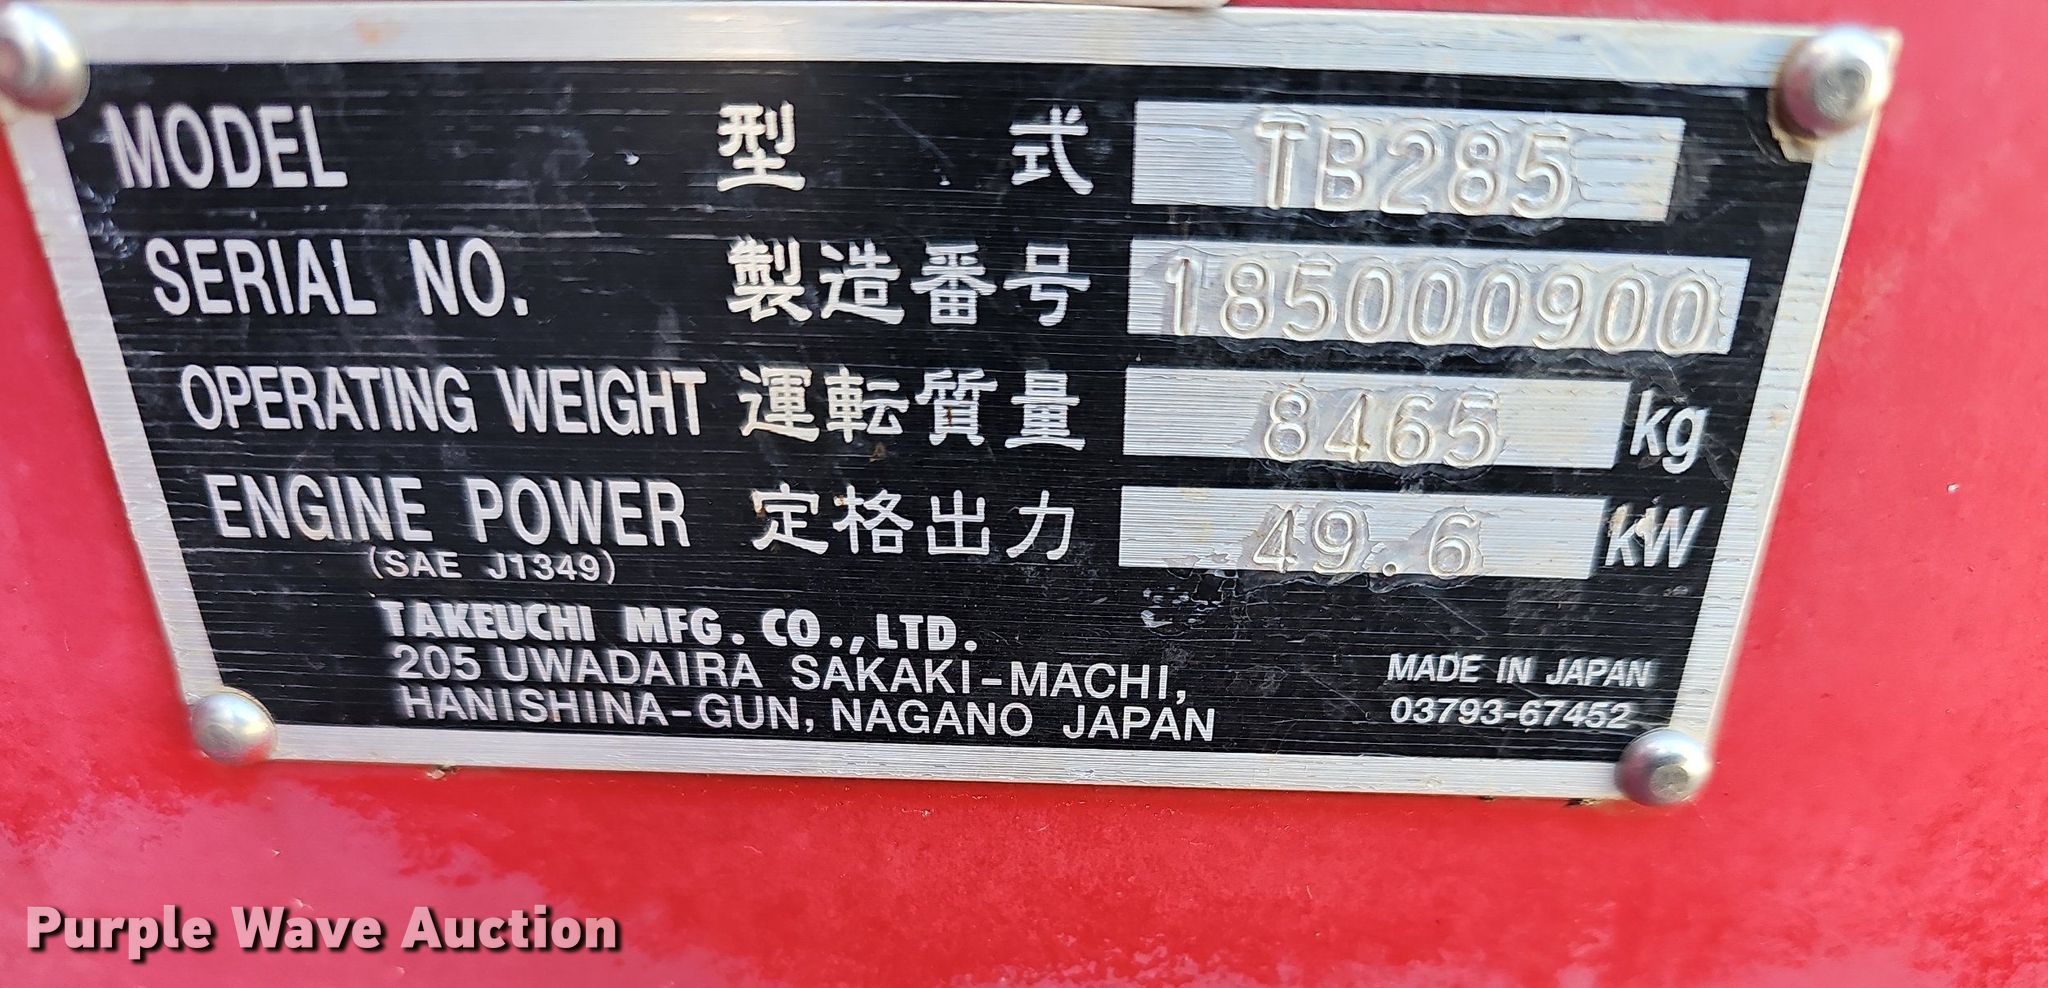 MODEL 型 式 TB285
SERIAL NO. 製造番号 185000900
OPERATING WEIGHT 運転質量 8465 kg
ENGINE POWER 定格出力 49.6 kW
(SAE J1349)
TAKEUCHI MFG. CO., LTD.
205 UWADAIRA SAKAKI-MACHI,
HANISHINA-GUN, NAGANO JAPAN
MADE IN JAPAN
03793-67452
Purple Wave Auction